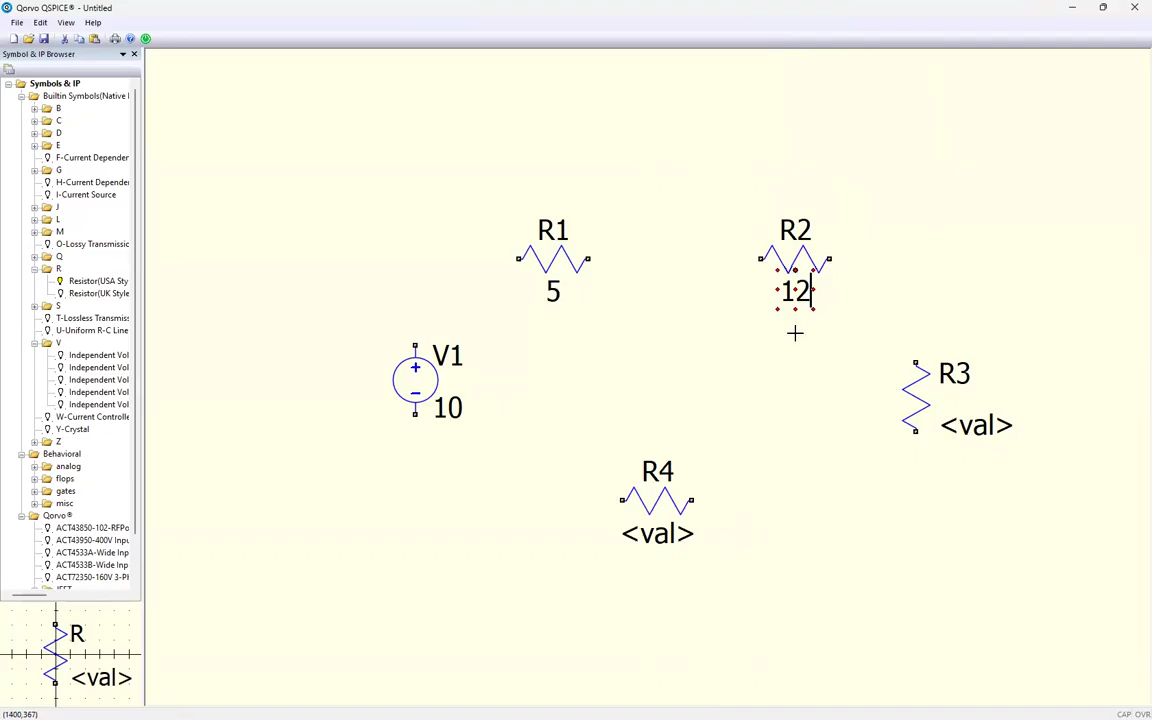 Qorvo QSPICE® - Untitled
File Edit View Help
Symbol & IP Browser
Symbols & IP
Builtin Symbols(Native
B
C
D
E
F-Current Depender
G
H-Current Depende
I-Current Source
J
L
M
O-Lossy Transmissic
Q
R
Resistor(USA Sty
Resistor(UK Style
S
T-Lossless Transmiss
U-Uniform R-C Line
V
Independent Vol
Independent Vol
Independent Vol
Independent Vol
Independent Vol
W-Current Controlle
Y-Crystal
Z
Behavioral
analog
flops
gates
misc
Qorvo®
ACT43850-102-RFPo
ACT43950-400V Inpu
ACT4533A-Wide Inp
ACT4533B-Wide Inp
ACT72350-160V 3-Ph
R
<val>
R1
5
R2
12
V1
10
R3
<val>
R4
<val>
(1400,367)
CAP OVR